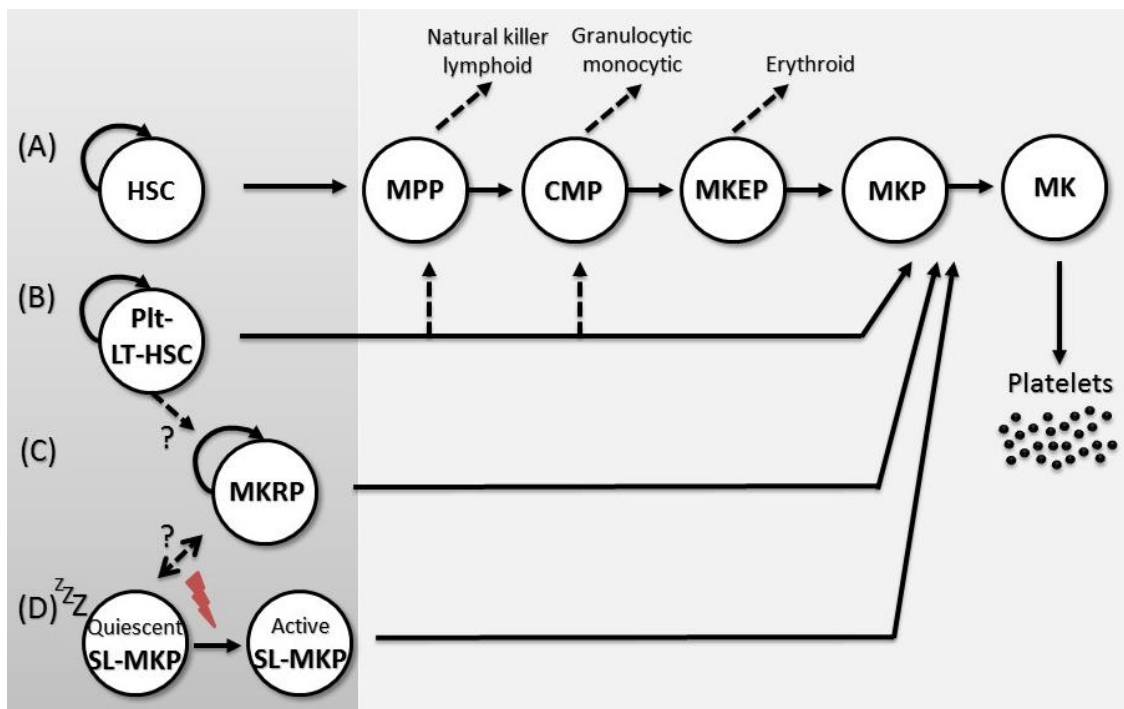 Natural killer
lymphoid
Granulocytic
monocytic
Erythroid
(A)
HSC
MPP
CMP
MKEP
MKP
MK
(B)
Plt-
LT-HSC
Platelets
?
(C)
MKRP
?
(D) zZZ
Quiescent
SL-MKP
Active
SL-MKP